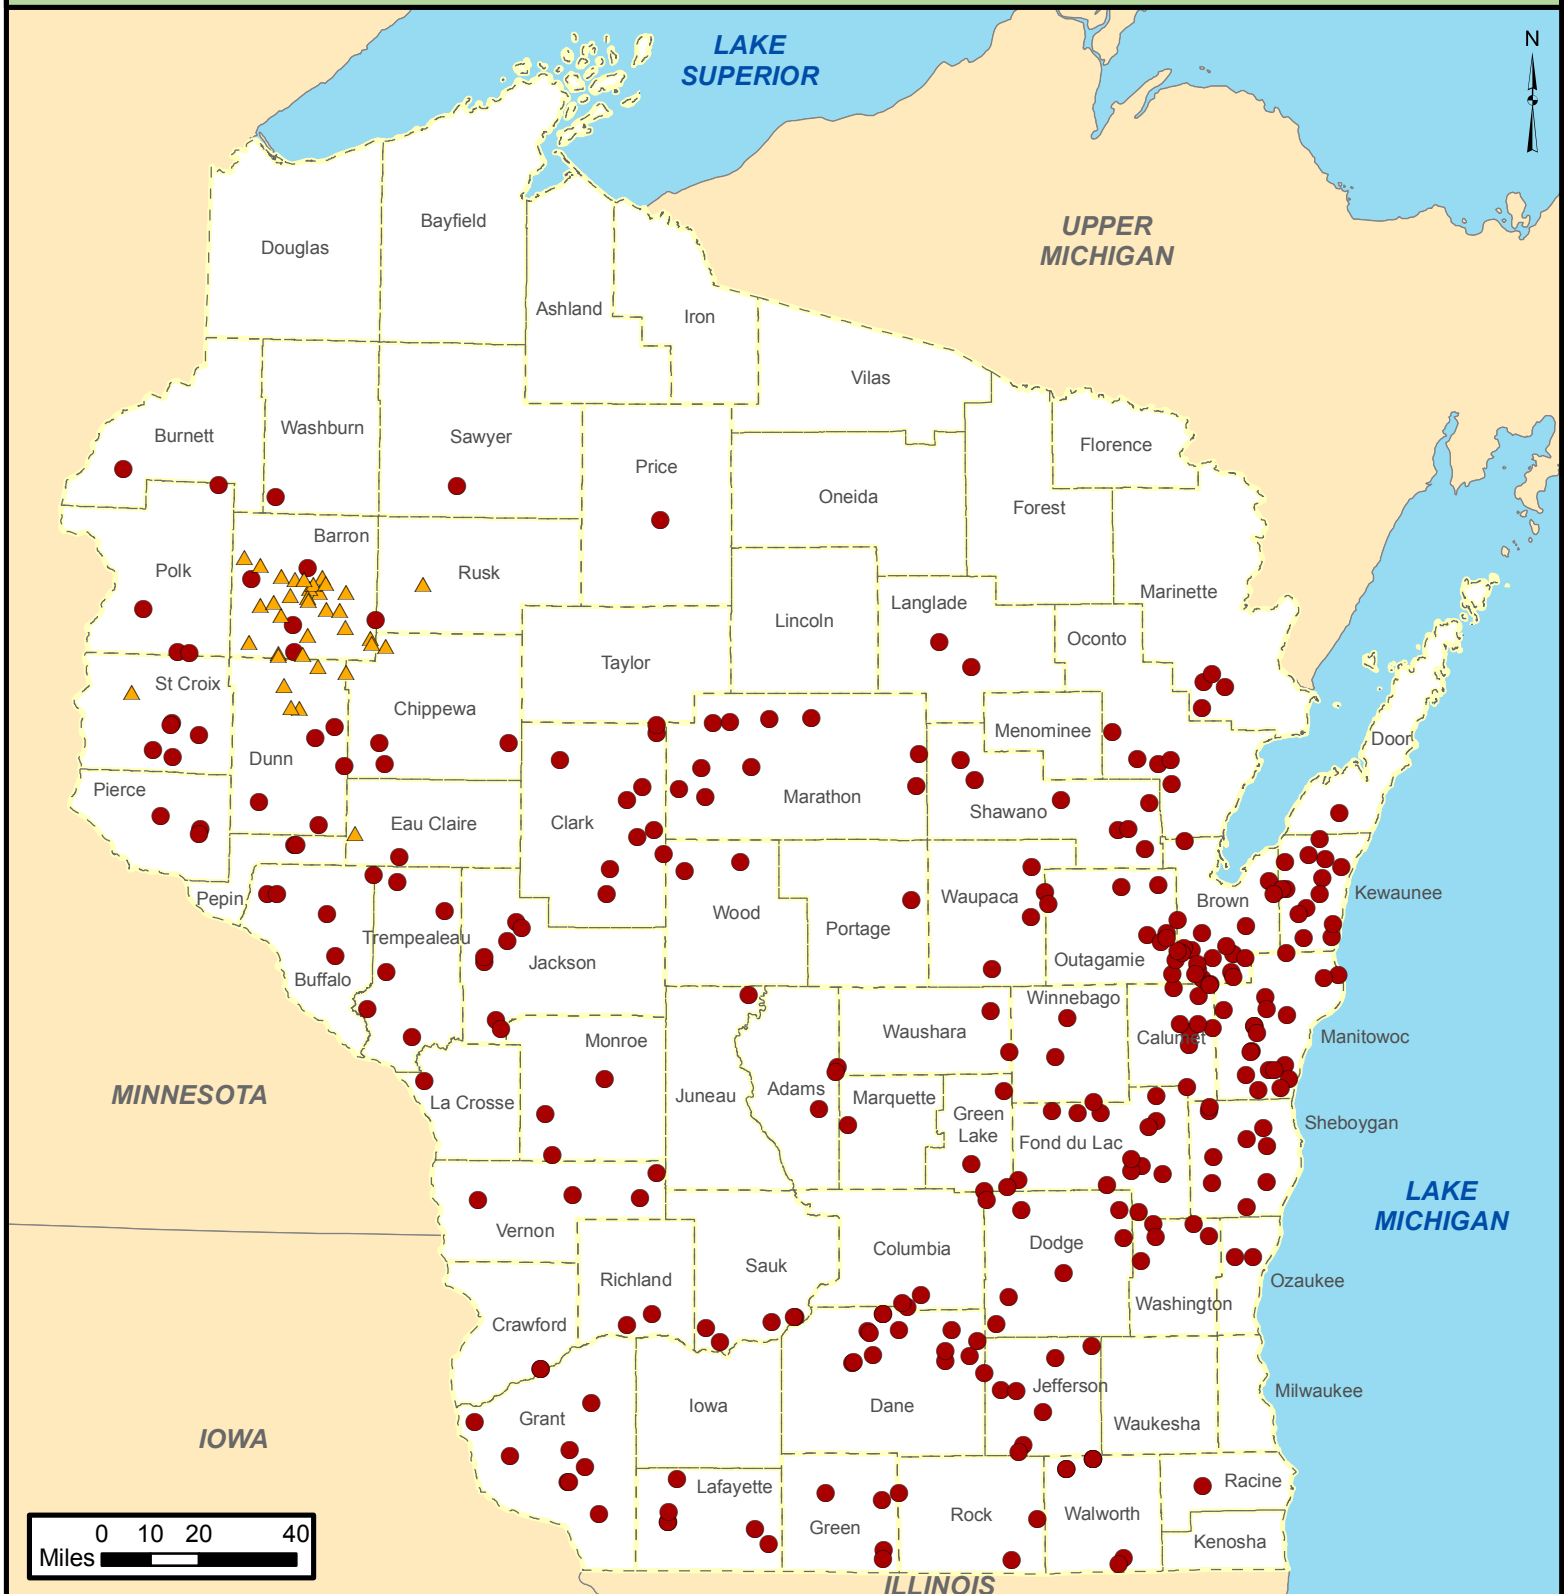 LAKE
SUPERIOR
N
UPPER
MICHIGAN
Bayfield
Douglas
Ashland
Iron
Vilas
Burnett
Washburn
Sawyer
Price
Florence
Oneida
Forest
Barron
Polk
Rusk
Marinette
Langlade
Lincoln
Oconto
Taylor
St Croix
Chippewa
Menominee
Door
Dunn
Pierce
Marathon
Shawano
Eau Claire
Clark
Pepin
Wood
Waupaca
Brown
Kewaunee
Portage
Trempealeau
Outagamie
Jackson
Buffalo
Winnebago
Waushara
Calumet
Manitowoc
Monroe
MINNESOTA
La Crosse
Juneau
Adams
Marquette
Green
Lake
Sheboygan
Fond du Lac
LAKE
MICHIGAN
Vernon
Columbia
Dodge
Sauk
Richland
Ozaukee
Washington
Crawford
Jefferson
Milwaukee
Iowa
Dane
Grant
Waukesha
IOWA
Lafayette
Racine
Rock
Walworth
Green
Kenosha
0 10 20 40
Miles
ILLINOIS